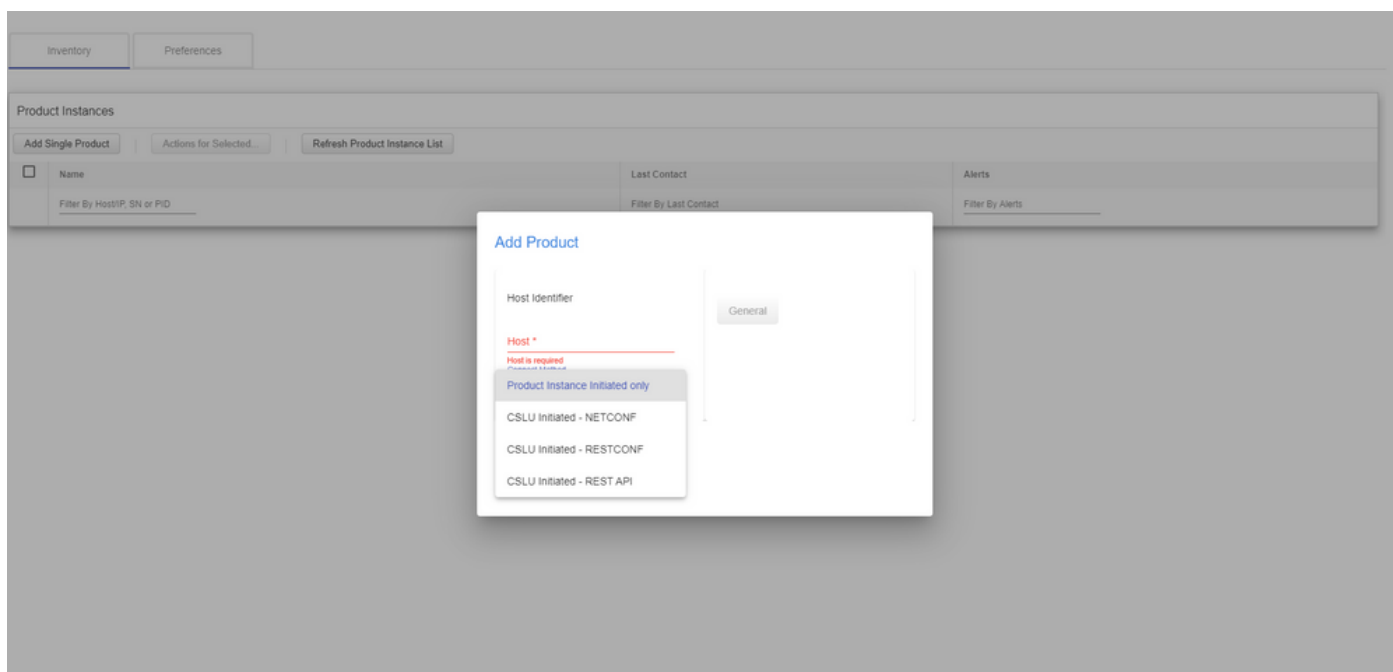 Inventory Preferences
Product Instances
Add Single Product Actions for Selected... Refresh Product Instance List
Name Last Contact Alerts
Filter By Host/IP, SN or PID Filter By Last Contact Filter By Alerts
Add Product
Host Identifier
General
Host *
Host is required
Connect Method
Product Instance Initiated only
CSLU Initiated - NETCONF
CSLU Initiated - RESTCONF
CSLU Initiated - REST API